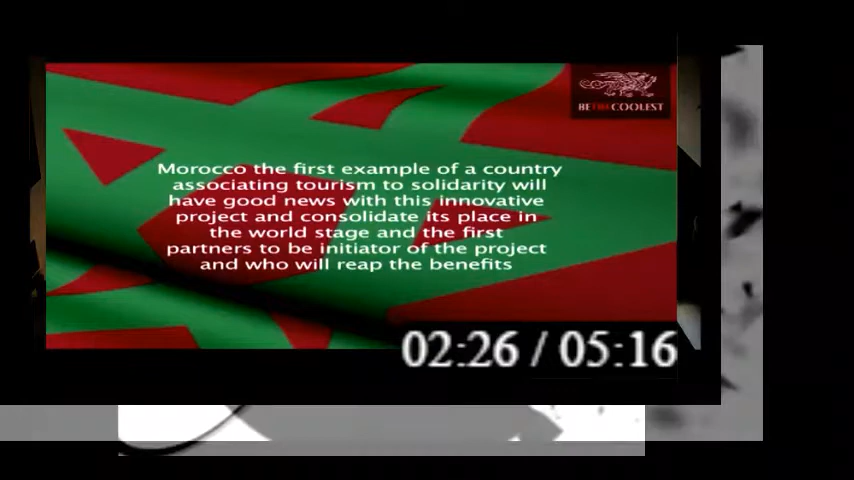 BETHECOOLEST
Morocco the first example of a country
associating tourism to solidarity will
have good news with this innovative
project and consolidate its place in
the world stage and the first
partners to be initiator of the project
and who will reap the benefits
02:26 / 05:16